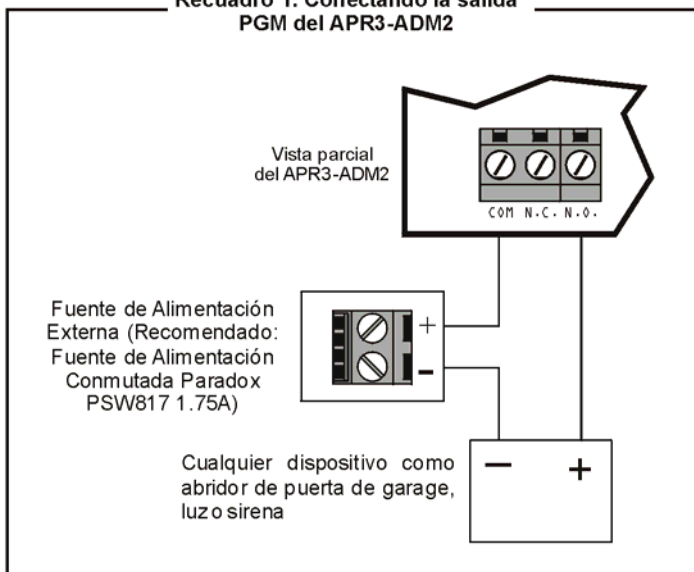 Recuadro 1: Conectando la salida
PGM del APR3-ADM2
Vista parcial
del APR3-ADM2
COM N.C. N.O.
Fuente de Alimentación
Externa (Recomendado:
Fuente de Alimentación
Conmutada Paradox
PSW817 1.75A)
+
-
Cualquier dispositivo como
abridor de puerta de garage,
luz o sirena
- +